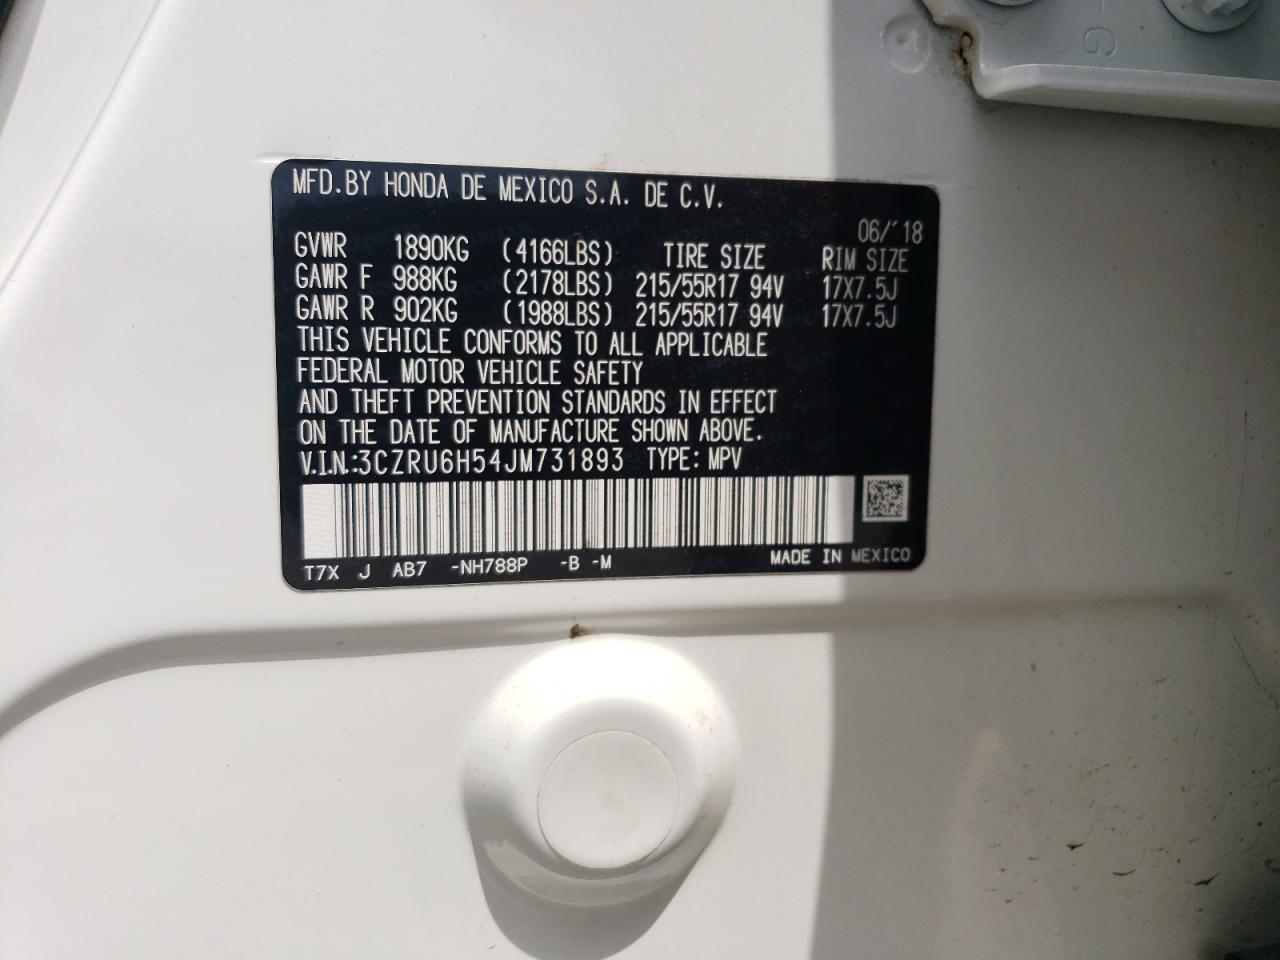 G
MFD.BY HONDA DE MEXICO S.A. DE C.V.
06/'18
GVWR 1890KG (4166LBS) TIRE SIZE RIM SIZE
GAWR F 988KG (2178LBS) 215/55R17 94V 17X7.5J
GAWR R 902KG (1988LBS) 215/55R17 94V 17X7.5J
THIS VEHICLE CONFORMS TO ALL APPLICABLE
FEDERAL MOTOR VEHICLE SAFETY
AND THEFT PREVENTION STANDARDS IN EFFECT
ON THE DATE OF MANUFACTURE SHOWN ABOVE.
V.I.N.:3CZRU6H54JM731893 TYPE: MPV
T7X J AB7 -NH788P -B -M MADE IN MEXICO